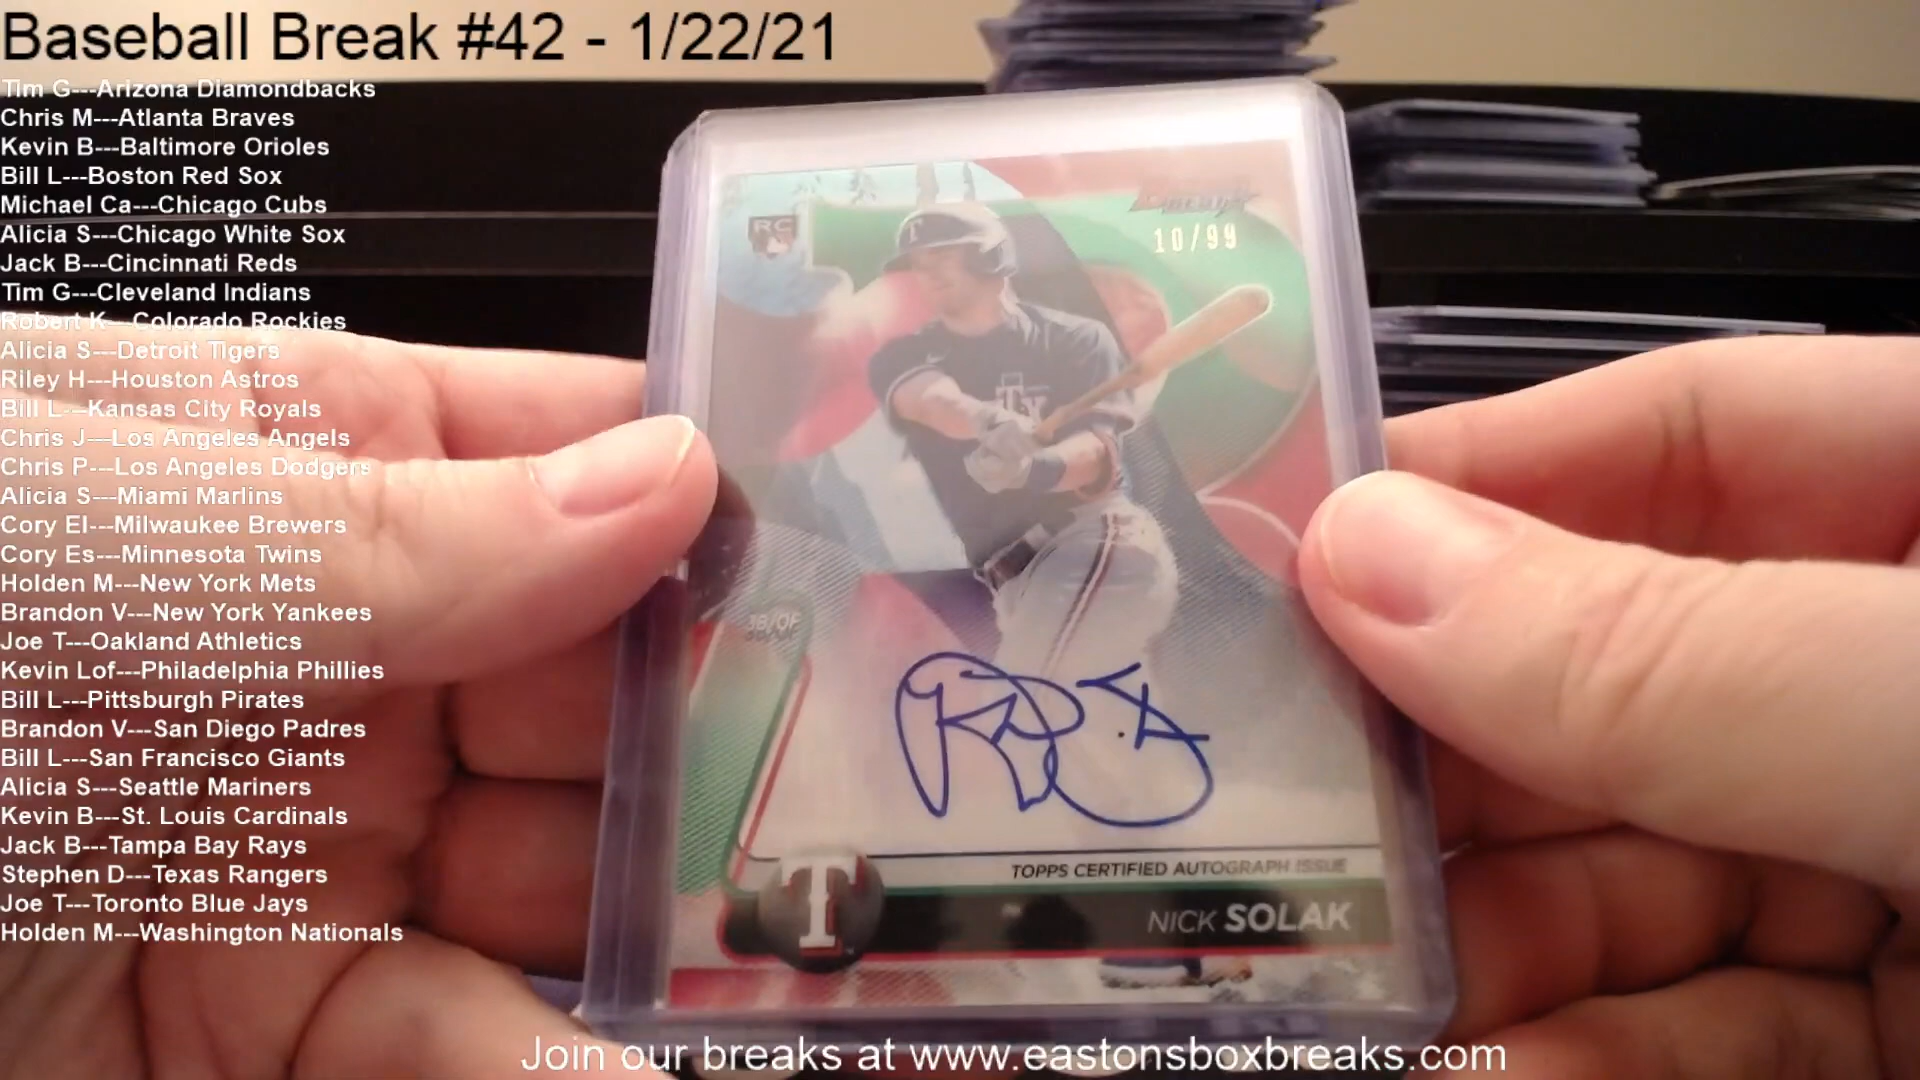 Baseball Break #42 - 1/22/21
Tim G---Arizona Diamondbacks
Chris M---Atlanta Braves
Kevin B---Baltimore Orioles
Bill L---Boston Red Sox
Michael Ca---Chicago Cubs
Alicia S---Chicago White Sox
Jack B---Cincinnati Reds
Tim G---Cleveland Indians
Robert K---Colorado Rockies
Alicia S---Detroit Tigers
Riley H---Houston Astros
Bill L---Kansas City Royals
Chris J---Los Angeles Angels
Chris P---Los Angeles Dodgers
Alicia S---Miami Marlins
Cory El---Milwaukee Brewers
Cory Es---Minnesota Twins
Holden M---New York Mets
Brandon V---New York Yankees
Joe T---Oakland Athletics
Kevin Lof---Philadelphia Phillies
Bill L---Pittsburgh Pirates
Brandon V---San Diego Padres
Bill L---San Francisco Giants
Alicia S---Seattle Mariners
Kevin B---St. Louis Cardinals
Jack B---Tampa Bay Rays
Stephen D---Texas Rangers
Joe T---Toronto Blue Jays
Holden M---Washington Nationals
RC
10/99
T
3B/OF
TOPPS CERTIFIED AUTOGRAPH ISSUE
T
NICK SOLAK
Join our breaks at www.eastonsboxbreaks.com